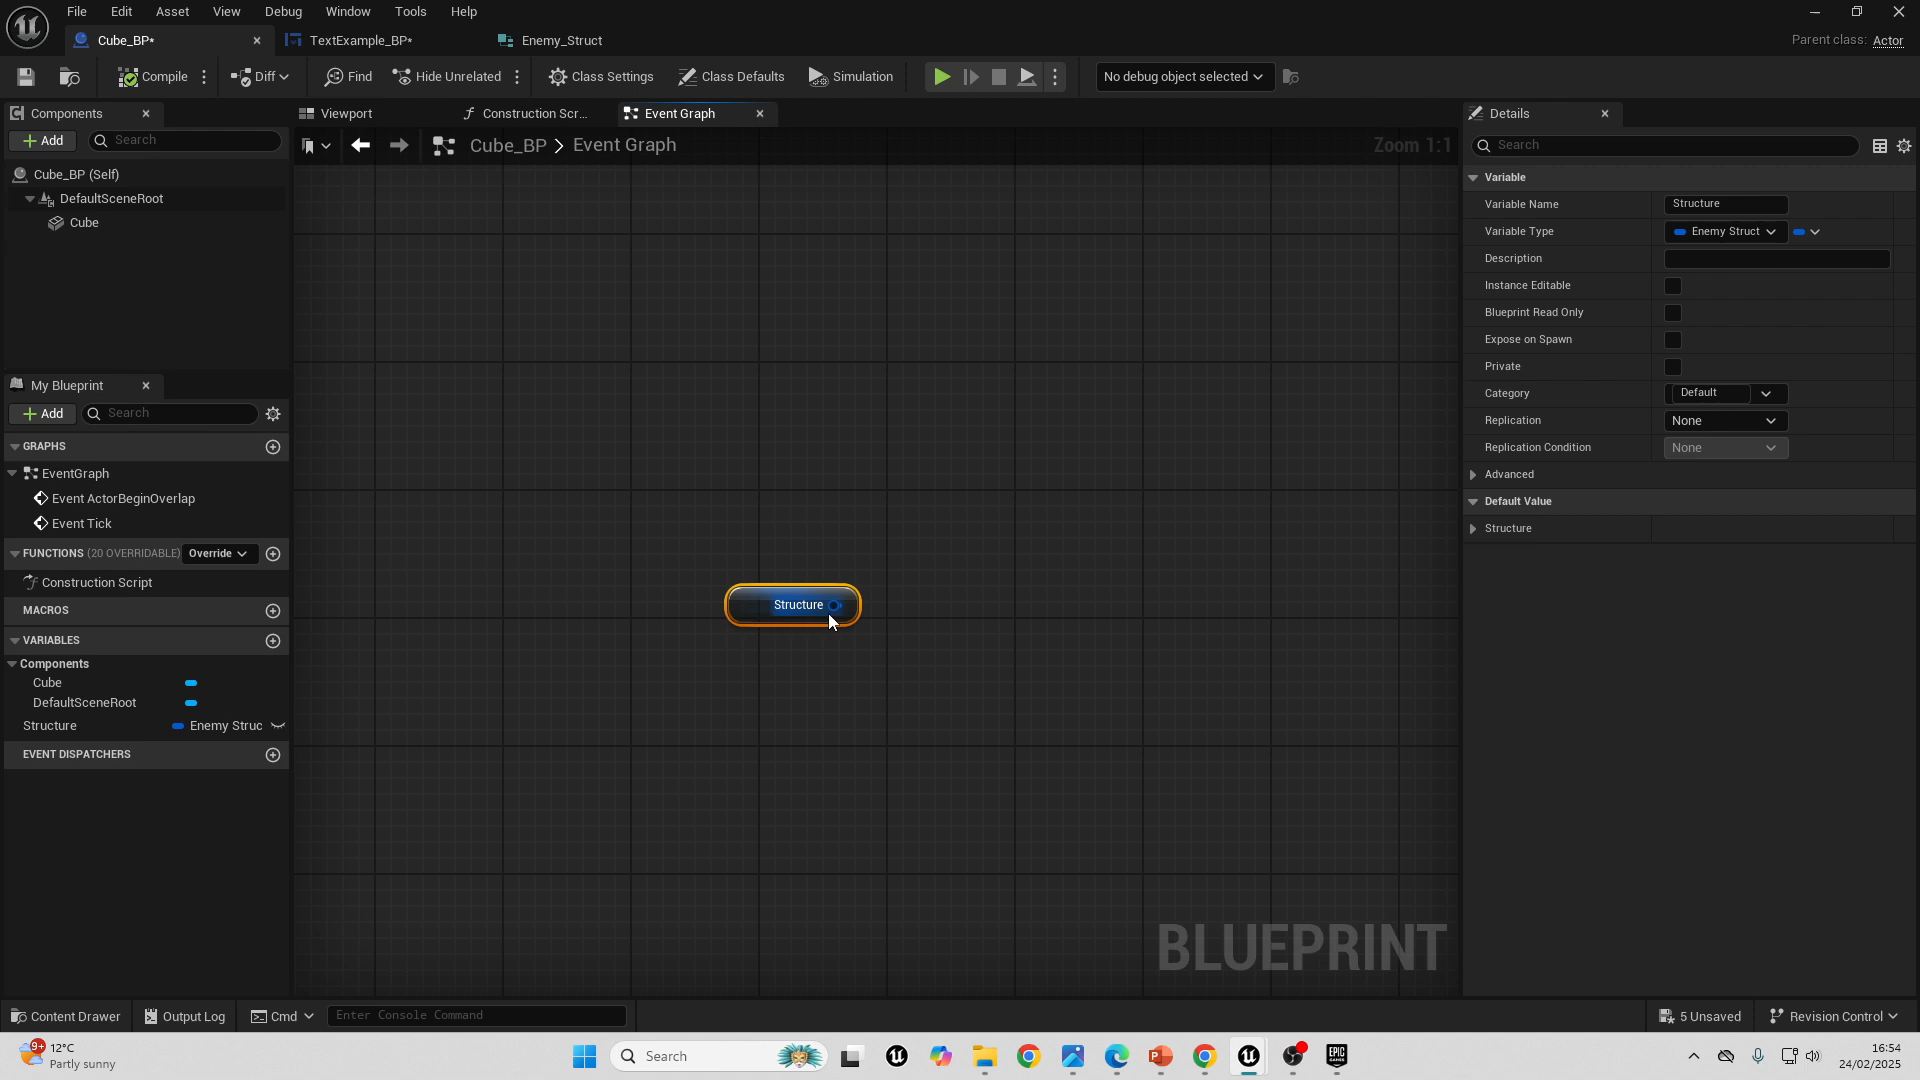 File Edit Asset View Debug Window Tools Help
Cube_BP* TextExample_BP* Enemy_Struct
Parent class: Actor
Compile Diff Find Hide Unrelated Class Settings Class Defaults Simulation No debug object selected
Components
Add Search
Cube_BP (Self)
DefaultSceneRoot
Cube
My Blueprint
Add Search
GRAPHS
EventGraph
Event ActorBeginOverlap
Event Tick
FUNCTIONS (20 OVERRIDABLE) Override
Construction Script
MACROS
VARIABLES
Components
Cube
DefaultSceneRoot
Structure Enemy Struc
EVENT DISPATCHERS
Viewport Construction Scr... Event Graph
Cube_BP > Event Graph
Zoom 1:1
Structure
BLUEPRINT
Details
Search
Variable
Variable Name Structure
Variable Type Enemy Struct
Description
Instance Editable
Blueprint Read Only
Expose on Spawn
Private
Category Default
Replication None
Replication Condition None
Advanced
Default Value
Structure
Content Drawer Output Log Cmd Enter Console Command 5 Unsaved Revision Control
9+ 12°C
Partly sunny
Search
EPIC GAMES
16:54
24/02/2025